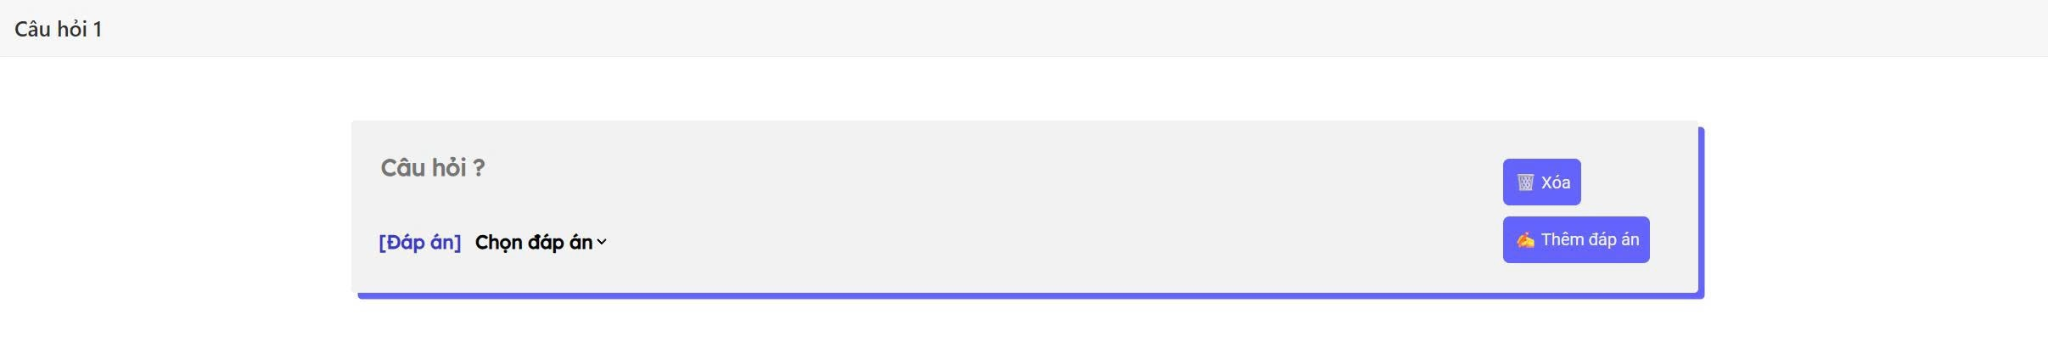 Câu hỏi 1
Câu hỏi ?
Xóa
[Đáp án] Chọn đáp án
Thêm đáp án